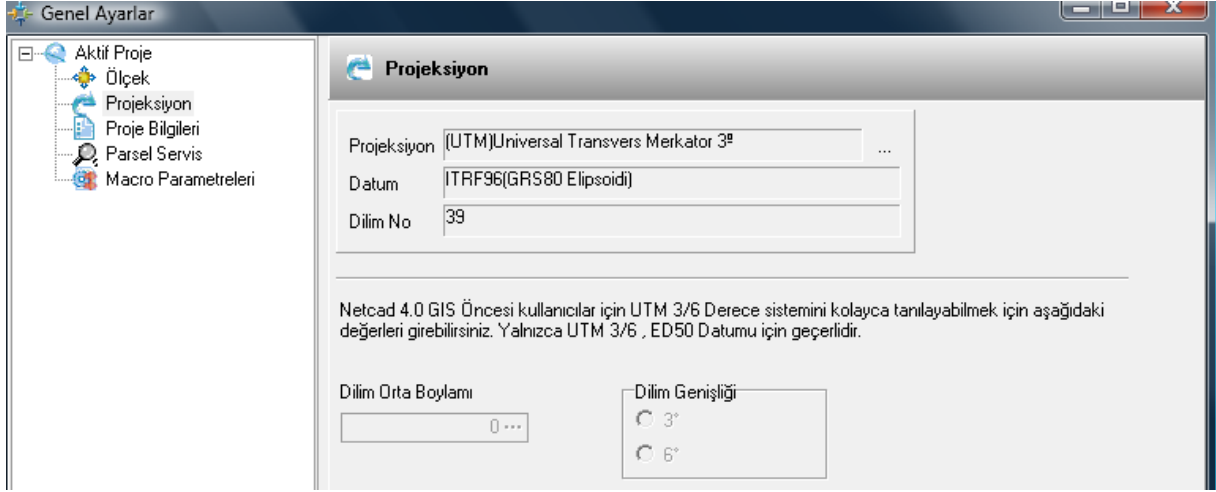 Genel Ayarlar
Aktif Proje
Ölçek
Projeksiyon
Proje Bilgileri
Parsel Servis
Macro Parametreleri
Projeksiyon
Projeksiyon (UTM)Universal Transvers Merkator 3º ...
Datum ITRF96(GRS80 Elipsoidi)
Dilim No 39
Netcad 4.0 GIS Öncesi kullanıcılar için UTM 3/6 Derece sistemini kolayca tanılayabilmek için aşağıdaki
değerleri girebilirsiniz. Yalnızca UTM 3/6 , ED50 Datumu için geçerlidir.
Dilim Orta Boylamı
0 ...
Dilim Genişliği
3°
6°